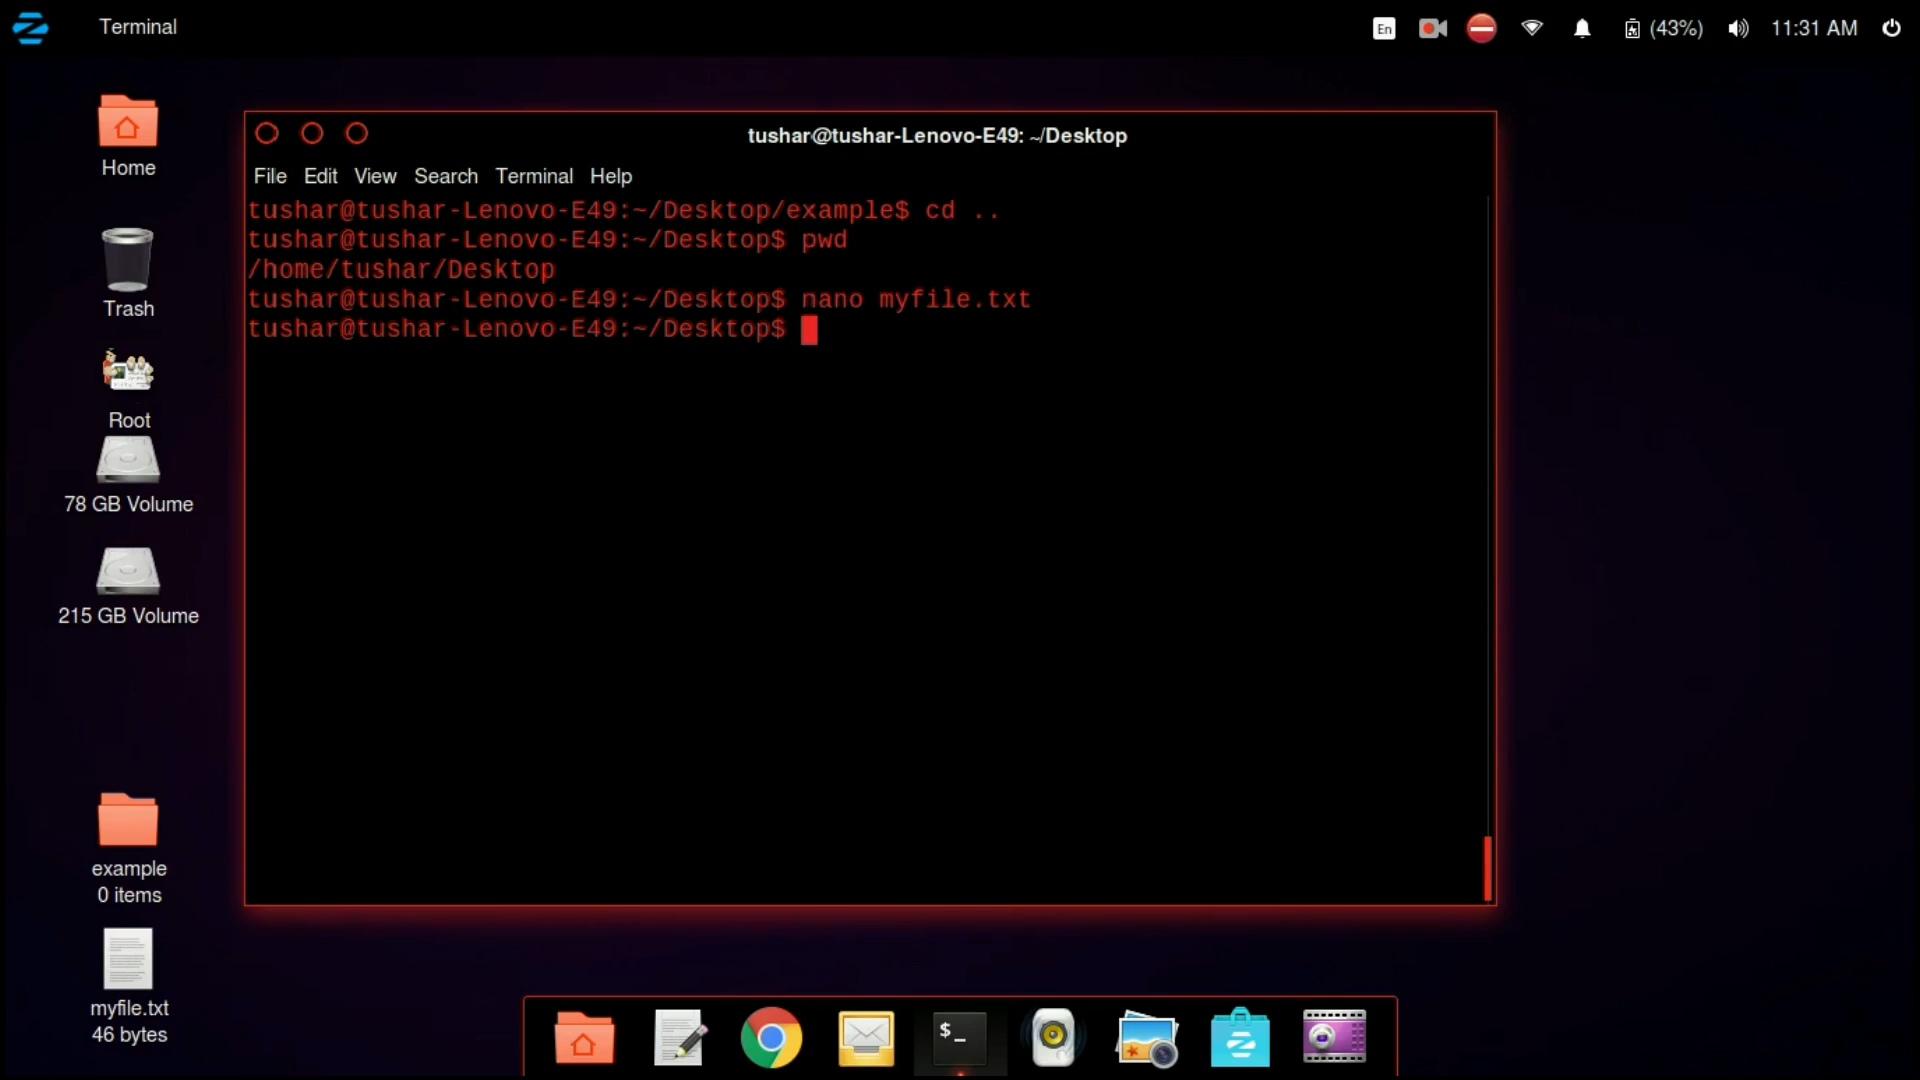 Terminal
En
(43%)
11:31 AM
Home
Trash
Root
78 GB Volume
215 GB Volume
example
0 items
myfile.txt
46 bytes
tushar@tushar-Lenovo-E49: ~/Desktop
File Edit View Search Terminal Help
tushar@tushar-Lenovo-E49:~/Desktop/example$ cd ..
tushar@tushar-Lenovo-E49:~/Desktop$ pwd
/home/tushar/Desktop
tushar@tushar-Lenovo-E49:~/Desktop$ nano myfile.txt
tushar@tushar-Lenovo-E49:~/Desktop$
$_